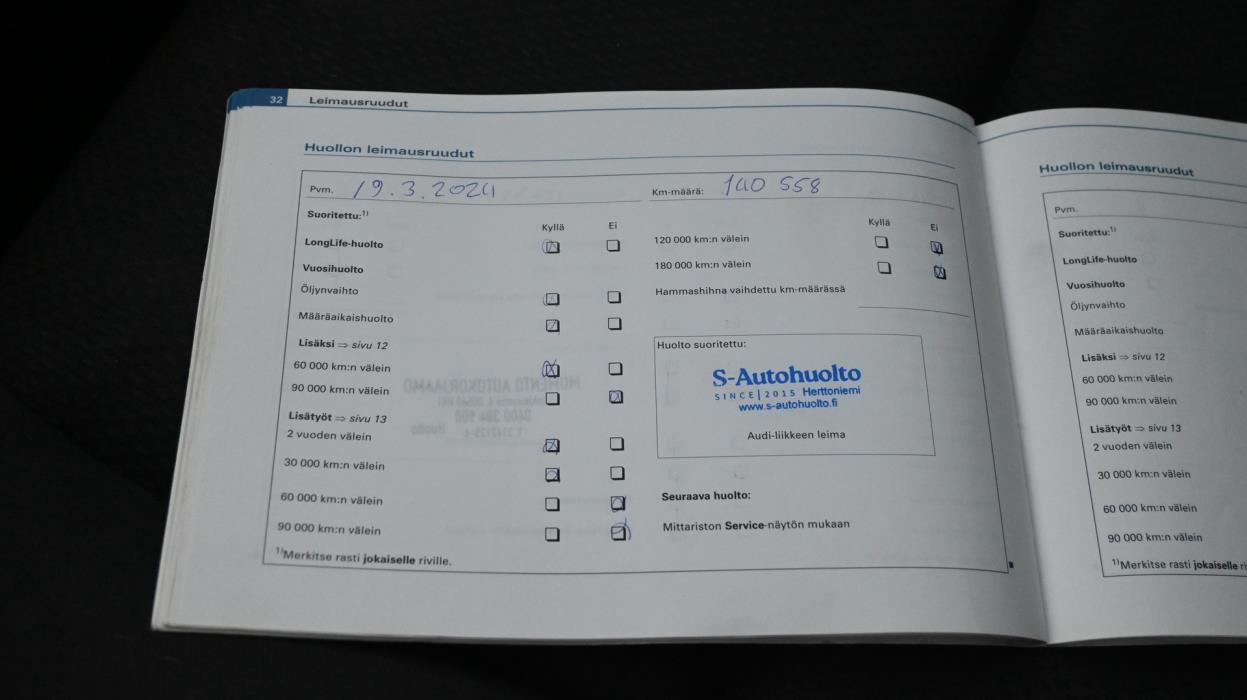 32 Leimausruudut
Huollon leimausruudut
Pvm. 19.3.2024
Km-määrä: 140 558
Suoritettu:¹⁾
Kyllä Ei
LongLife-huolto
Vuosihuolto
Öljynvaihto
Määräaikaishuolto
Lisäksi ⇒ sivu 12
60 000 km:n välein
90 000 km:n välein
Lisätyöt ⇒ sivu 13
2 vuoden välein
30 000 km:n välein
60 000 km:n välein
90 000 km:n välein
¹⁾Merkitse rasti jokaiselle riville.
Kyllä Ei
120 000 km:n välein
180 000 km:n välein
Hammashihna vaihdettu km-määrässä
Huolto suoritettu:
S-Autohuolto
SINCE|2015 Herttoniemi
www.s-autohuolto.fi
Audi-liikkeen leima
Seuraava huolto:
Mittariston Service-näytön mukaan
Huollon leimausruudut
Pvm.
Suoritettu:¹⁾
LongLife-huolto
Vuosihuolto
Öljynvaihto
Määräaikaishuolto
Lisäksi ⇒ sivu 12
60 000 km:n välein
90 000 km:n välein
Lisätyöt ⇒ sivu 13
2 vuoden välein
30 000 km:n välein
60 000 km:n välein
90 000 km:n välein
¹⁾Merkitse rasti jokaiselle